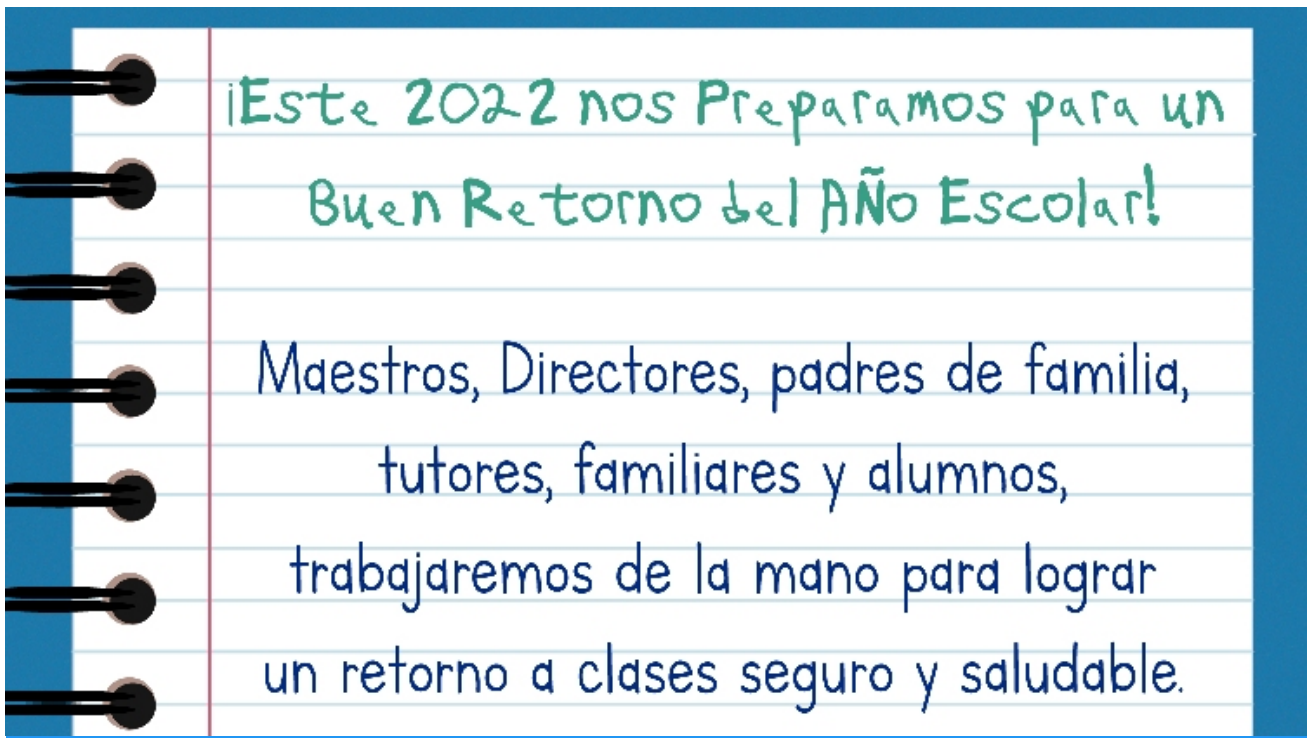 ¡Este 2022 nos Preparamos para un
Buen Retorno del AÑo Escolar!
Maestros, Directores, padres de familia,
tutores, familiares y alumnos,
trabajaremos de la mano para lograr
un retorno a clases seguro y saludable.